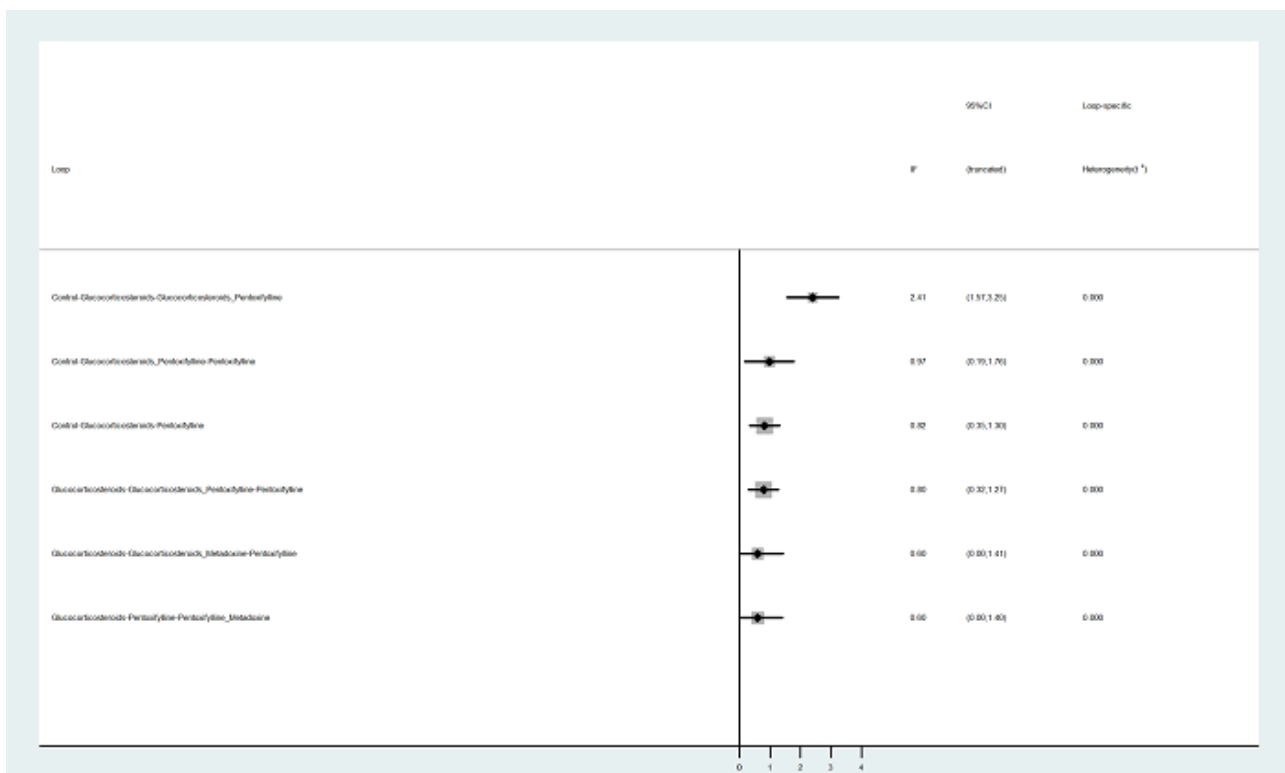 95%CI Loop-specific
Loop IF (truncated) Heterogeneity(τ²)
Control-Glucocorticosteroids-Glucocorticosteroids_Pentoxifylline 2.41 (1.57,3.25) 0.000
Control-Glucocorticosteroids_Pentoxifylline-Pentoxifylline 0.97 (0.19,1.76) 0.000
Control-Glucocorticosteroids-Pentoxifylline 0.82 (0.35,1.30) 0.000
Glucocorticosteroids-Glucocorticosteroids_Pentoxifylline-Pentoxifylline 0.80 (0.32,1.27) 0.000
Glucocorticosteroids-Glucocorticosteroids_Metadoxine-Pentoxifylline 0.60 (0.00,1.41) 0.000
Glucocorticosteroids-Pentoxifylline-Pentoxifylline_Metadoxine 0.60 (0.00,1.40) 0.000
0 1 2 3 4